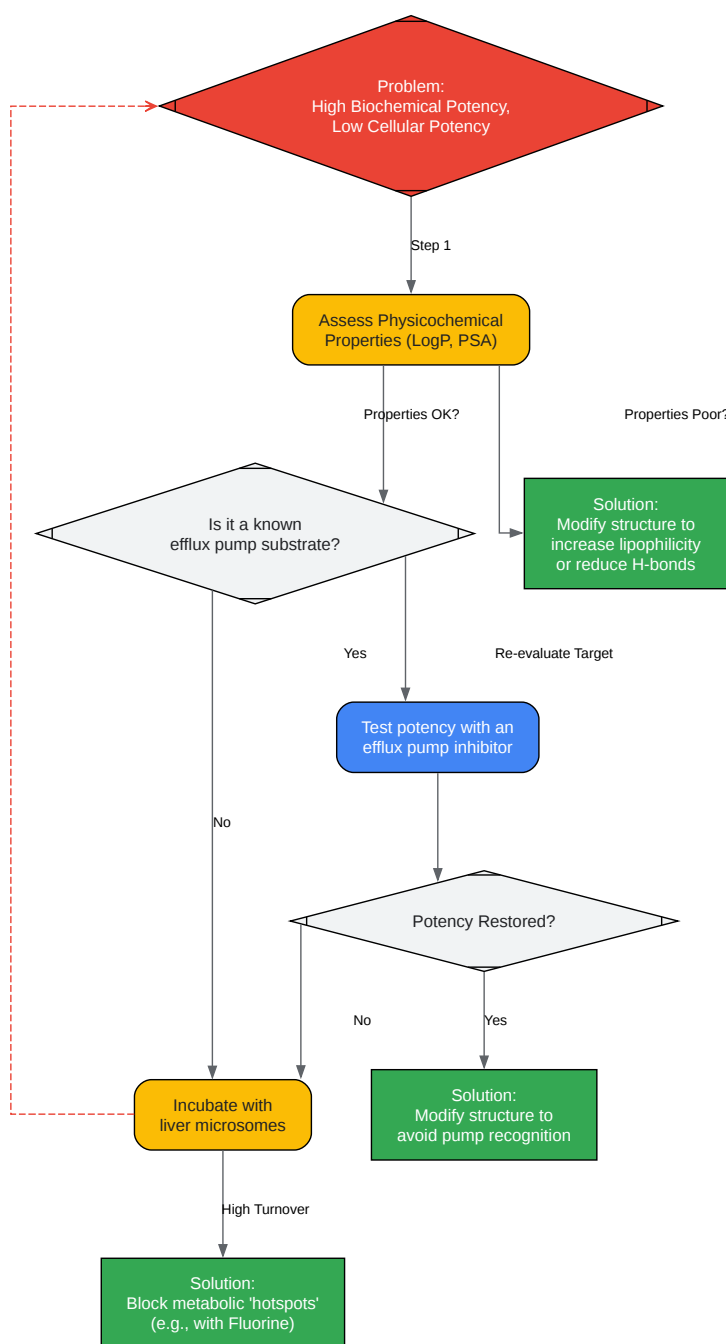 Problem:
High Biochemical Potency,
Low Cellular Potency
Step 1
Assess Physicochemical
Properties (LogP, PSA)
Properties OK?
Properties Poor?
Solution:
Modify structure to
increase lipophilicity
or reduce H-bonds
Is it a known
efflux pump substrate?
Yes
Re-evaluate Target
Test potency with an
efflux pump inhibitor
No
Potency Restored?
No
Yes
Solution:
Modify structure to
avoid pump recognition
Incubate with
liver microsomes
High Turnover
Solution:
Block metabolic 'hotspots'
(e.g., with Fluorine)